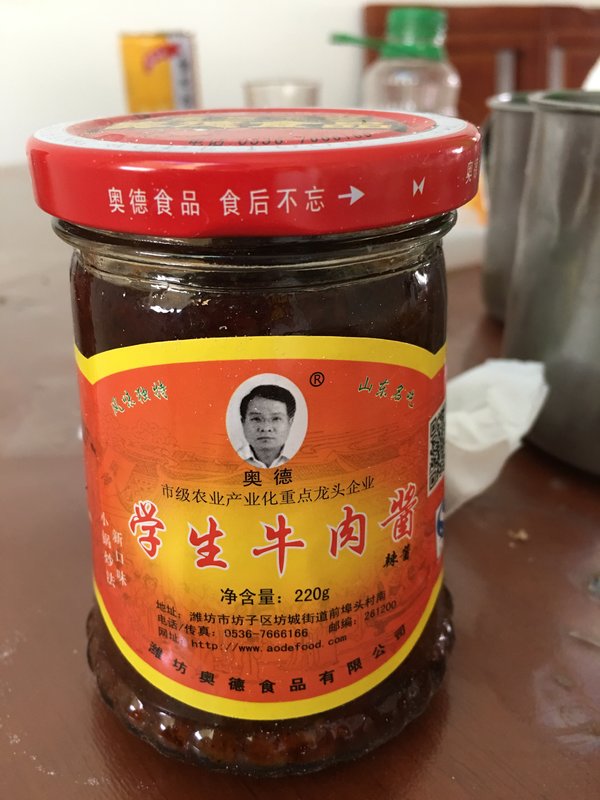 奥德食品 食后不忘
风味独特
山东名吃
®
奥德
市级农业产业化重点龙头企业
学生牛肉酱
辣酱
新口味
小锅炒法
净含量：220g
地址：潍坊市坊子区坊城街道前埠头村南
电话/传真：0536-7666166 邮编：261200
网址：http://www.aodefood.com
潍坊奥德食品有限公司